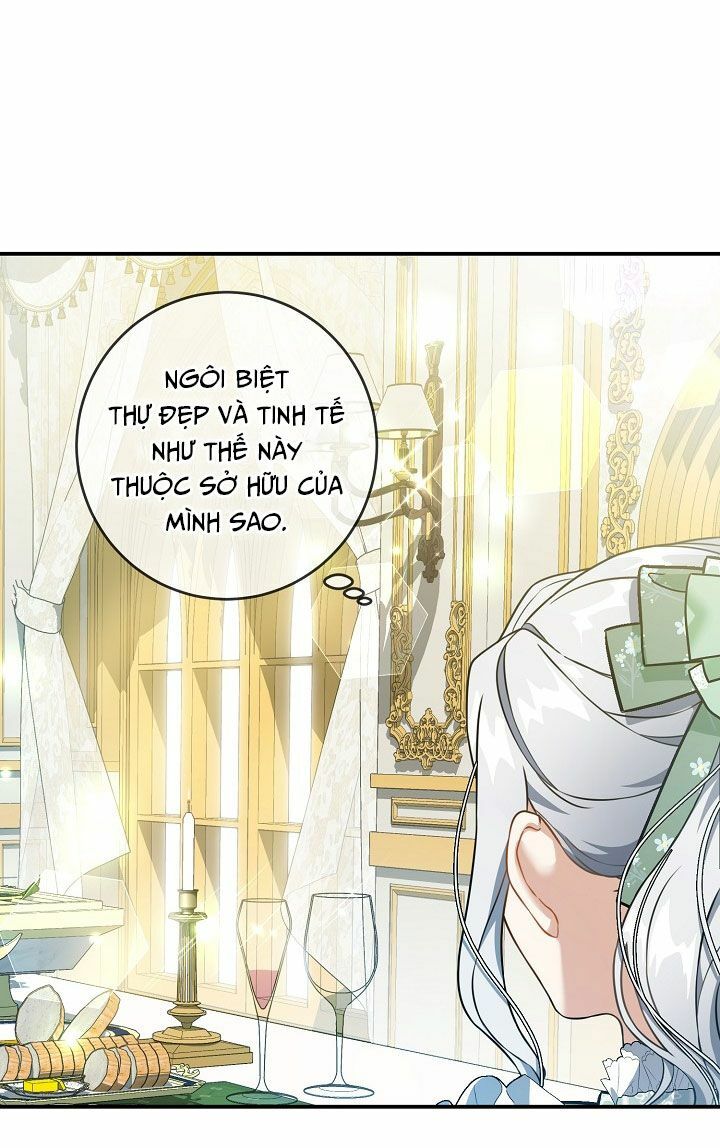 NGÔI BIỆT
THỰ ĐẸP VÀ TINH TẾ
NHƯ THẾ NÀY
THUỘC SỞ HỮU CỦA
MÌNH SAO.